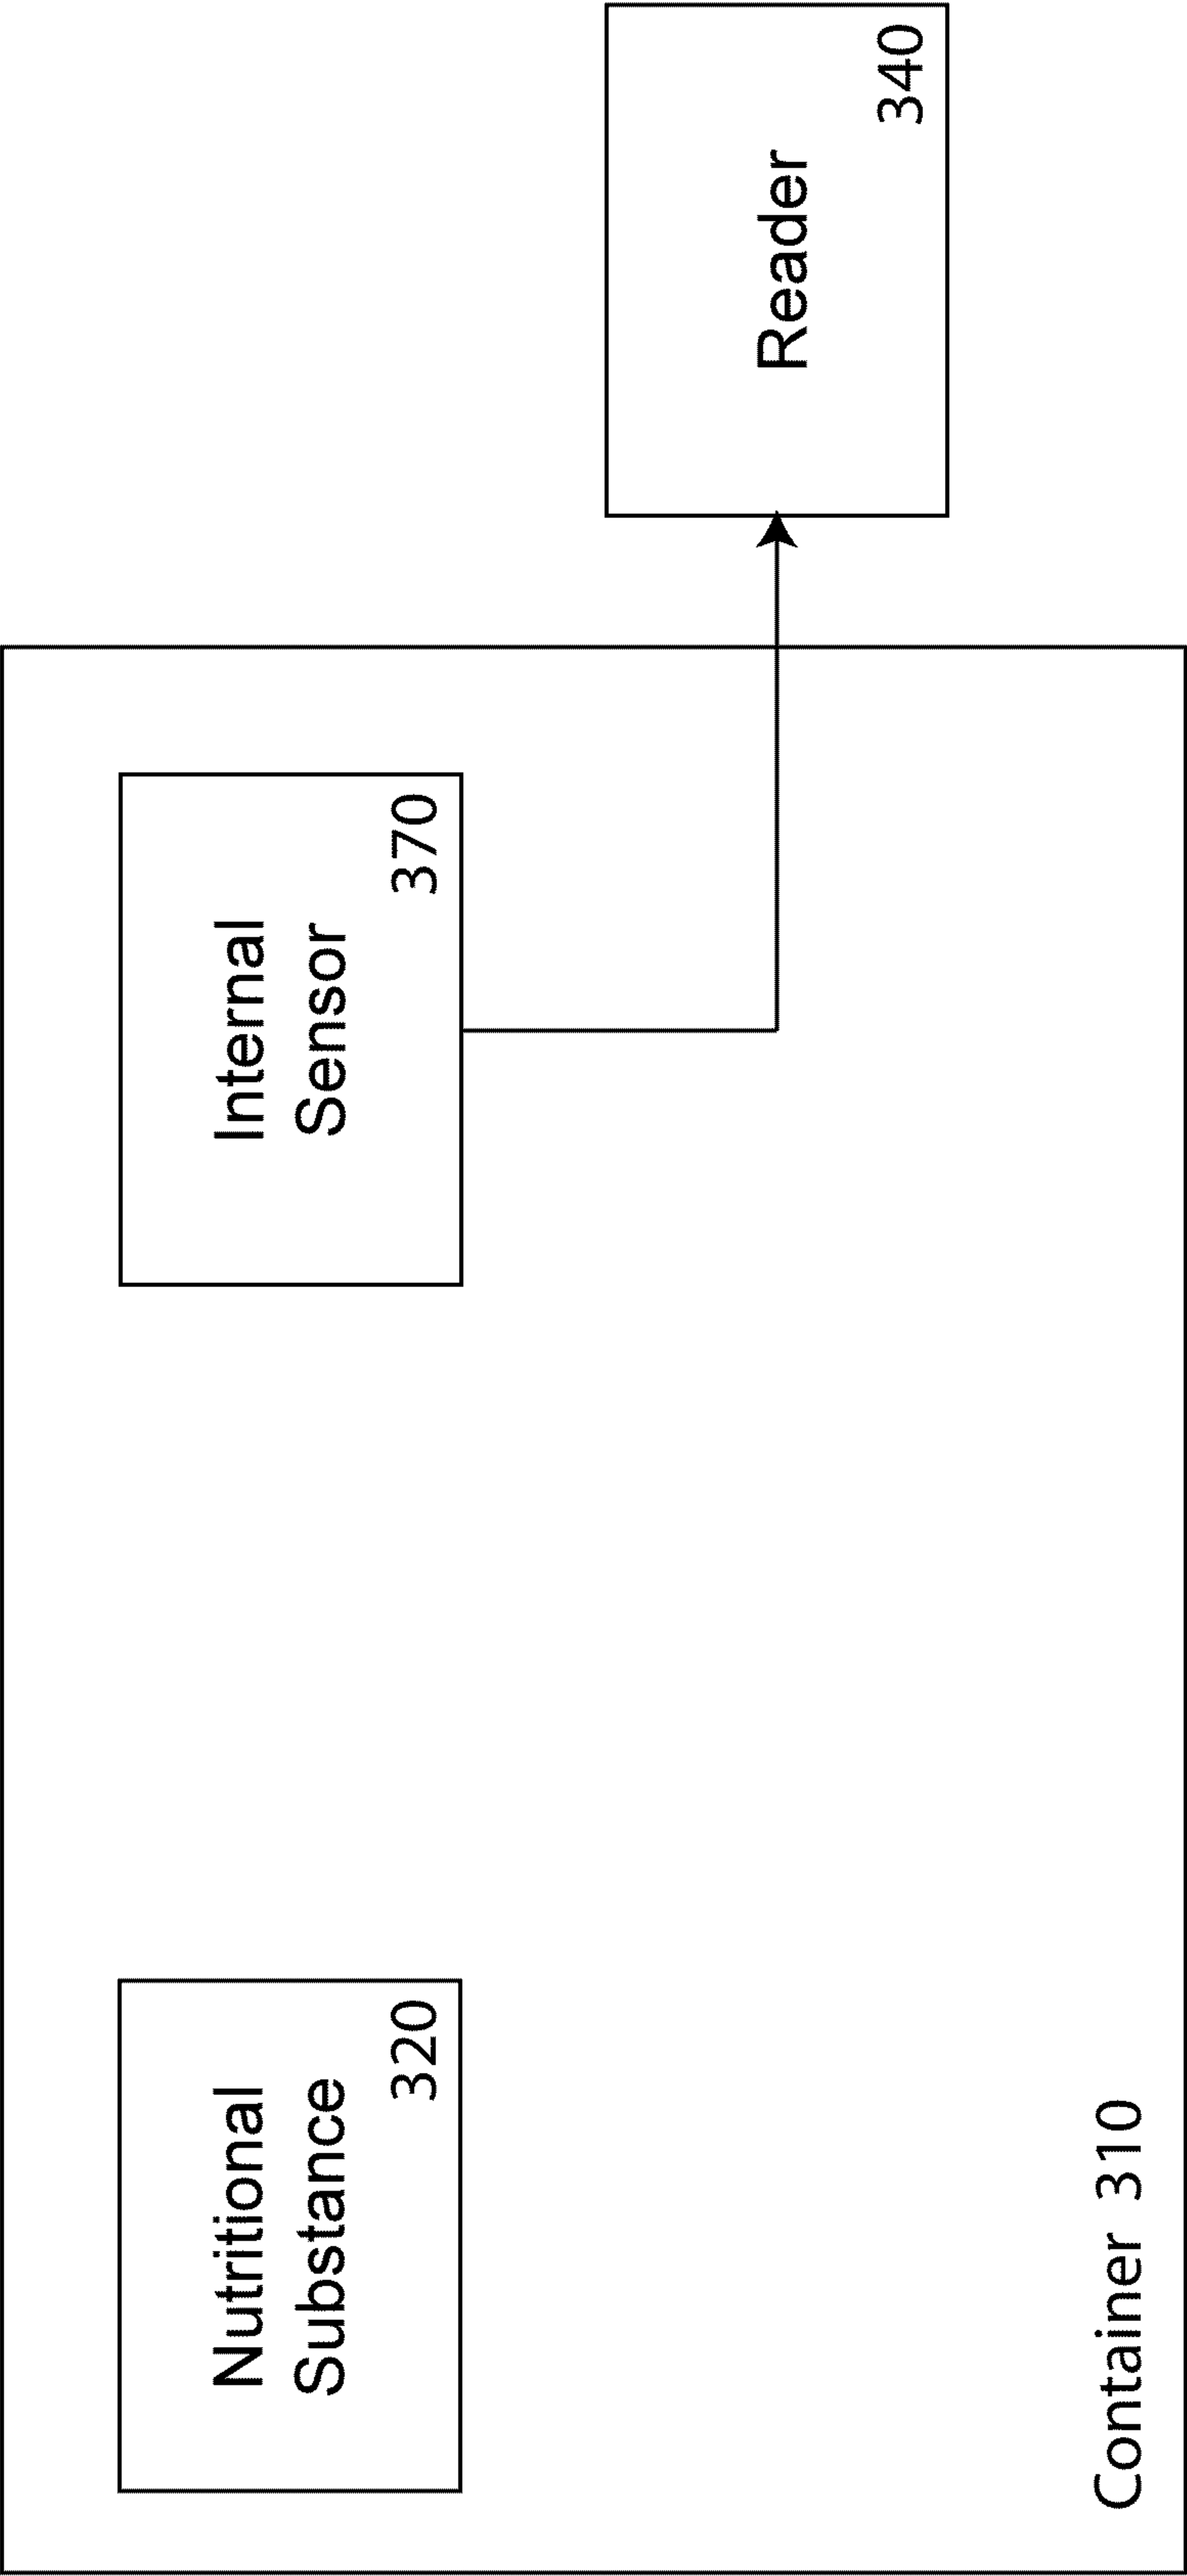 Nutritional
Substance
320
Internal
Sensor
370
Reader
340
Container 310